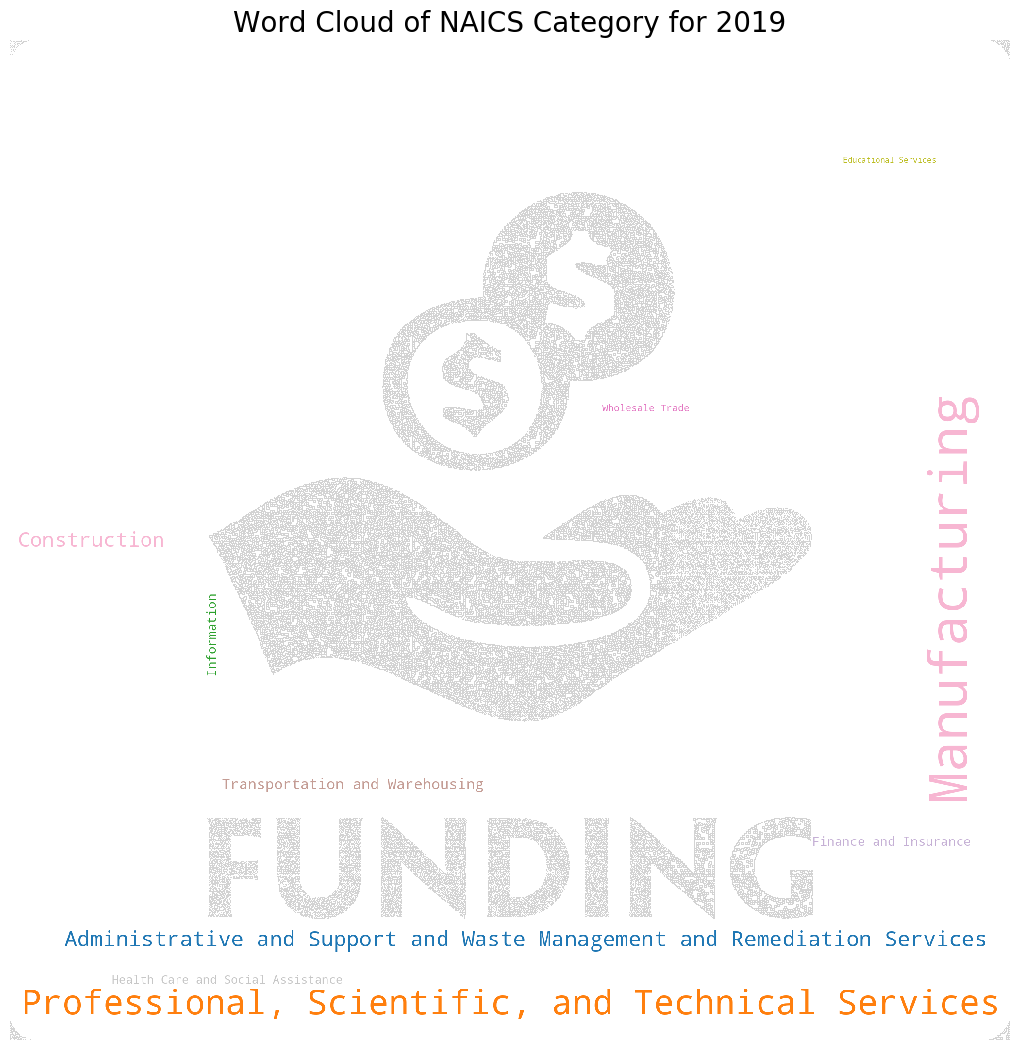 Word Cloud of NAICS Category for 2019
Educational Services
$
$
Wholesale Trade
Manufacturing
Construction
Information
Transportation and Warehousing
FUNDING
Finance and Insurance
Administrative and Support and Waste Management and Remediation Services
Health Care and Social Assistance
Professional, Scientific, and Technical Services